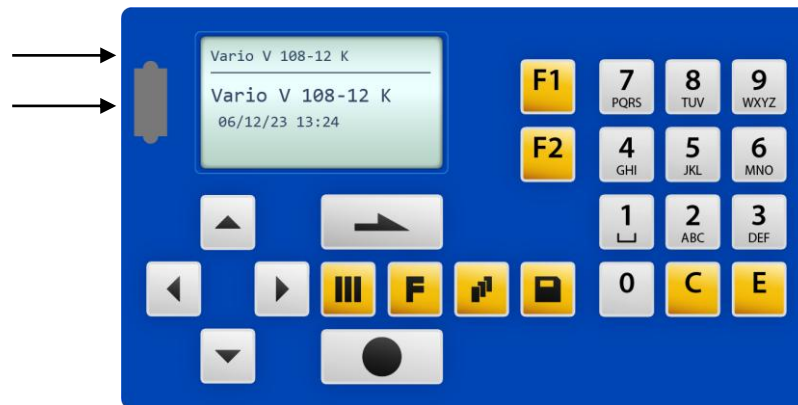 Vario V 108-12 K
Vario V 108-12 K
06/12/23 13:24
F1 7 8 9
PQRS TUV WXYZ
F2 4 5 6
GHI JKL MNO
1 2 3
ABC DEF
F 0 C E